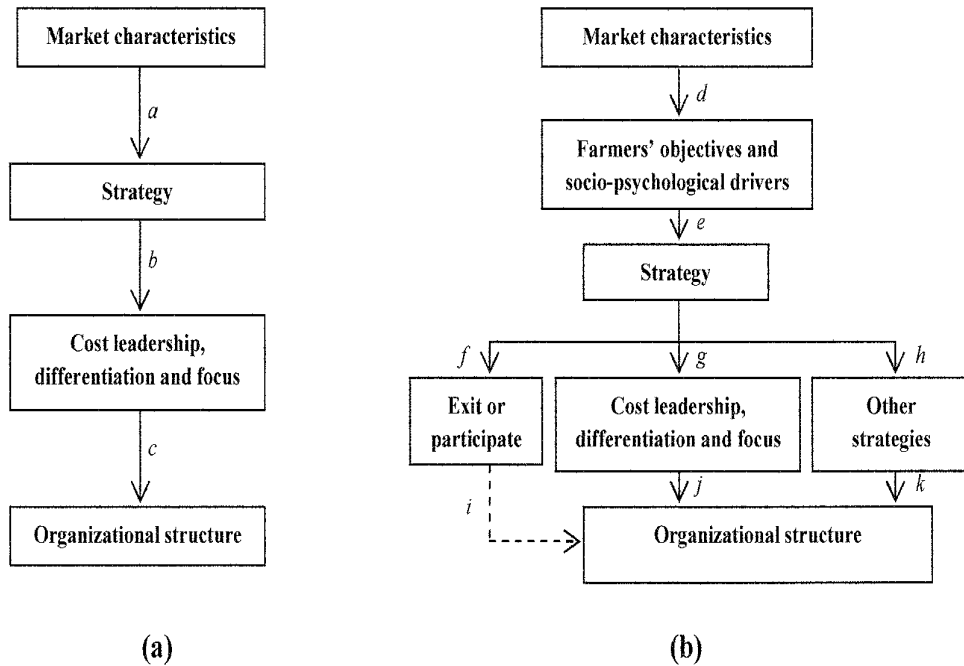 Market characteristics
a
Strategy
b
Cost leadership,
differentiation and focus
c
Organizational structure
(a)
Market characteristics
d
Farmers' objectives and
socio-psychological drivers
e
Strategy
f
g
h
Exit or
participate
Cost leadership,
differentiation and focus
Other
strategies
i
j
k
Organizational structure
(b)